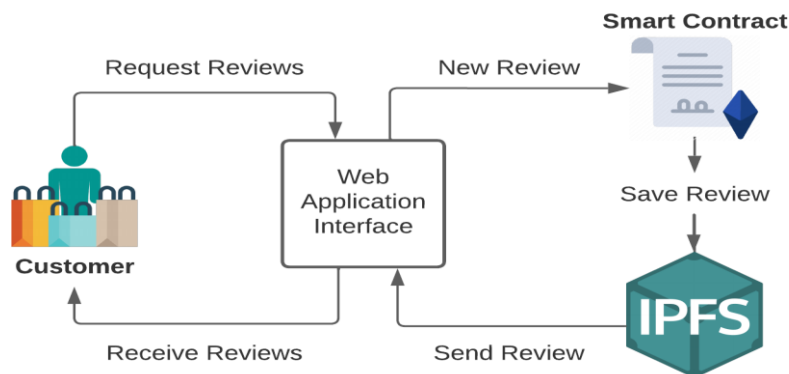 Smart Contract
Request Reviews
New Review
Web
Application
Interface
Save Review
Customer
IPFS
Receive Reviews
Send Review